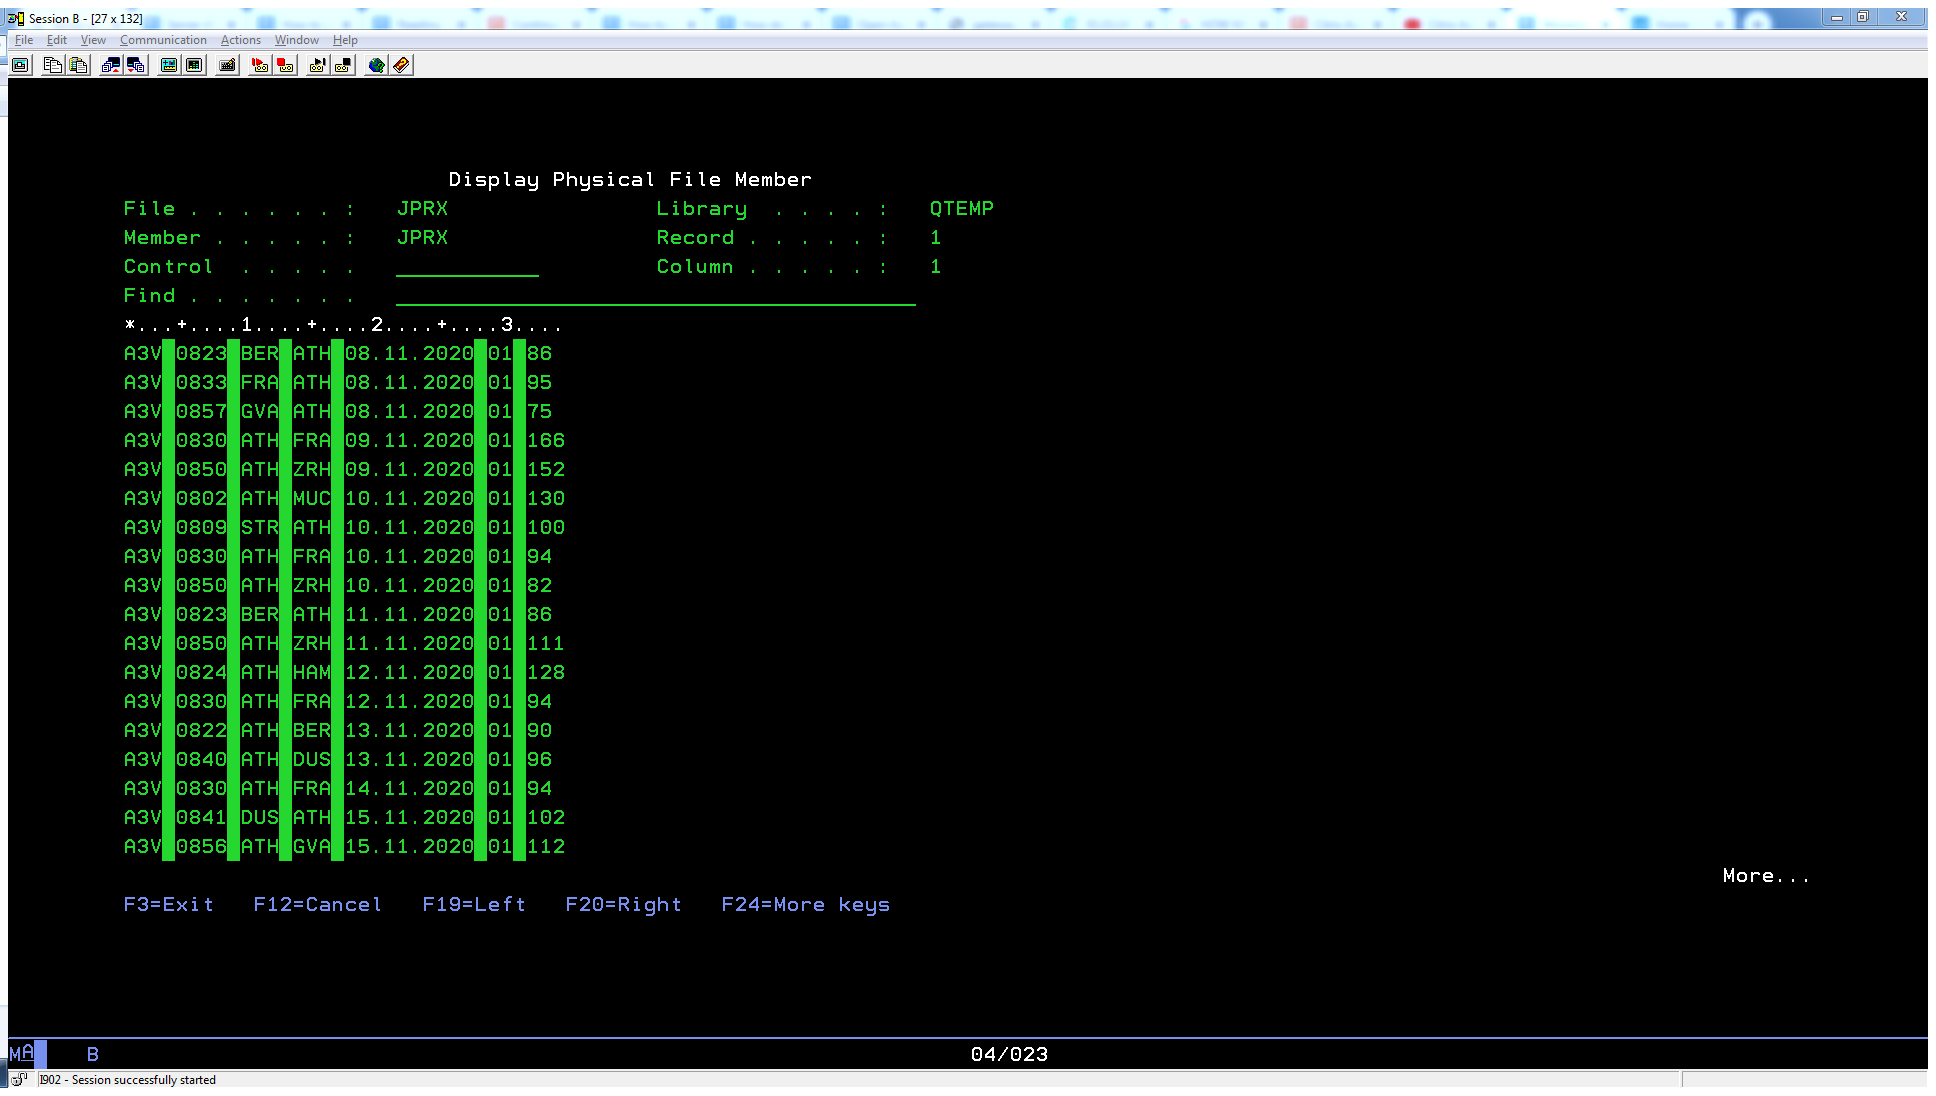 Session B - [27 x 132]
File Edit View Communication Actions Window Help
Display Physical File Member
File . . . . . . : JPRX Library . . . . : QTEMP
Member . . . . . : JPRX Record . . . . . : 1
Control . . . . . Column . . . . . : 1
Find . . . . . . .
*...+....1....+....2....+....3....
A3V 0823 BER ATH 08.11.2020 01 86
A3V 0833 FRA ATH 08.11.2020 01 95
A3V 0857 GVA ATH 08.11.2020 01 75
A3V 0830 ATH FRA 09.11.2020 01 166
A3V 0850 ATH ZRH 09.11.2020 01 152
A3V 0802 ATH MUC 10.11.2020 01 130
A3V 0809 STR ATH 10.11.2020 01 100
A3V 0830 ATH FRA 10.11.2020 01 94
A3V 0850 ATH ZRH 10.11.2020 01 82
A3V 0823 BER ATH 11.11.2020 01 86
A3V 0850 ATH ZRH 11.11.2020 01 111
A3V 0824 ATH HAM 12.11.2020 01 128
A3V 0830 ATH FRA 12.11.2020 01 94
A3V 0822 ATH BER 13.11.2020 01 90
A3V 0840 ATH DUS 13.11.2020 01 96
A3V 0830 ATH FRA 14.11.2020 01 94
A3V 0841 DUS ATH 15.11.2020 01 102
A3V 0856 ATH GVA 15.11.2020 01 112
More...
F3=Exit F12=Cancel F19=Left F20=Right F24=More keys
MA B 04/023
I902 - Session successfully started